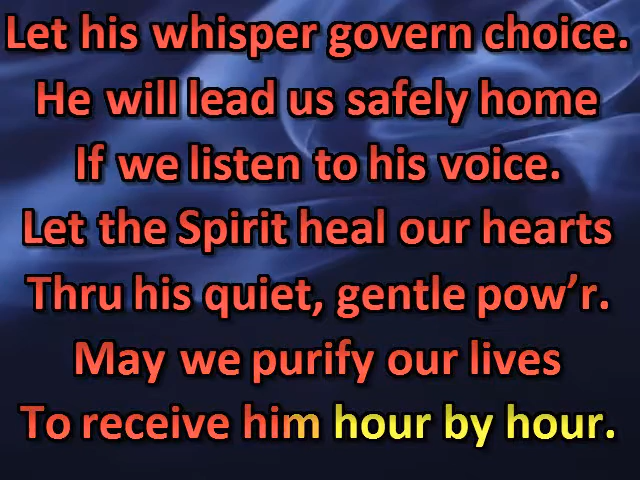 Let his whisper govern choice.
He will lead us safely home
If we listen to his voice.
Let the Spirit heal our hearts
Thru his quiet, gentle pow’r.
May we purify our lives
To receive him hour by hour.